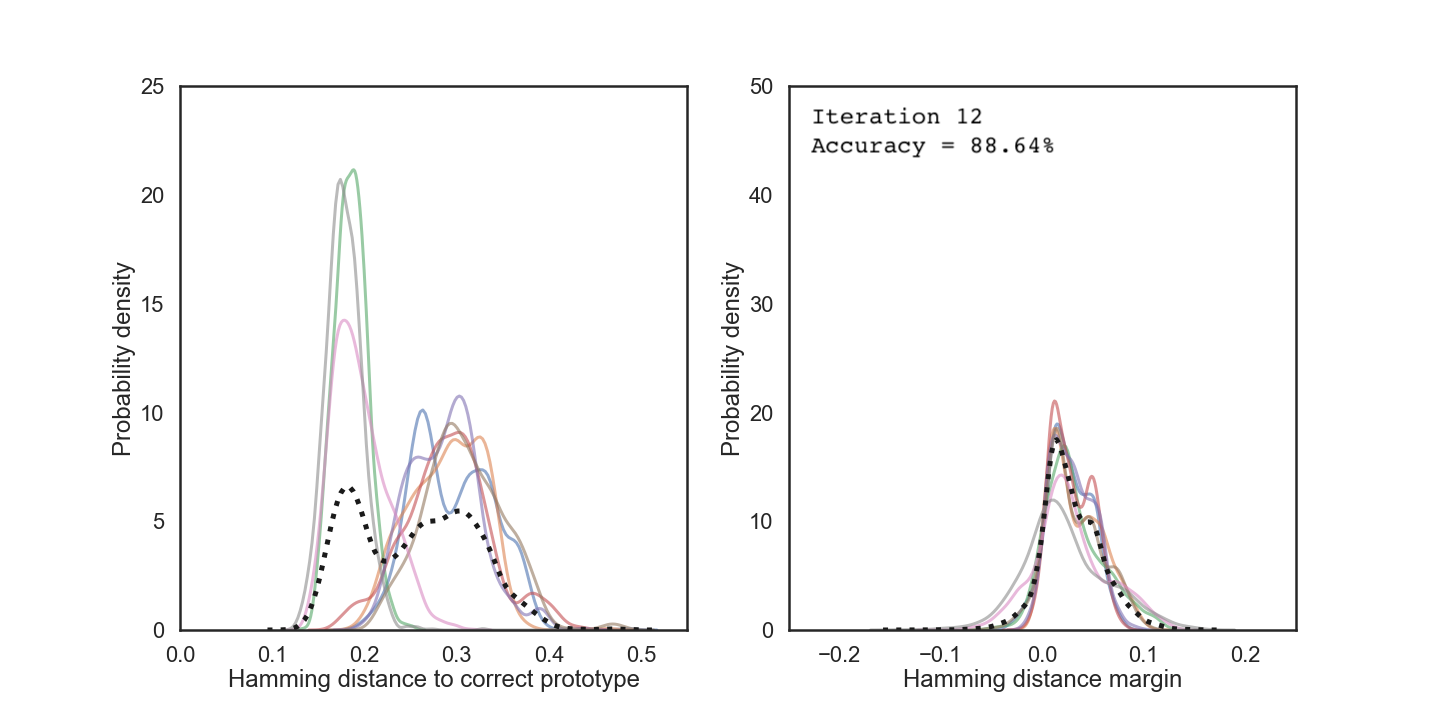 25
20
15
10
5
0
0.0 0.1 0.2 0.3 0.4 0.5
Probability density
Hamming distance to correct prototype
50
40
30
20
10
0
−0.2 −0.1 0.0 0.1 0.2
Probability density
Hamming distance margin
Iteration 12
Accuracy = 88.64%